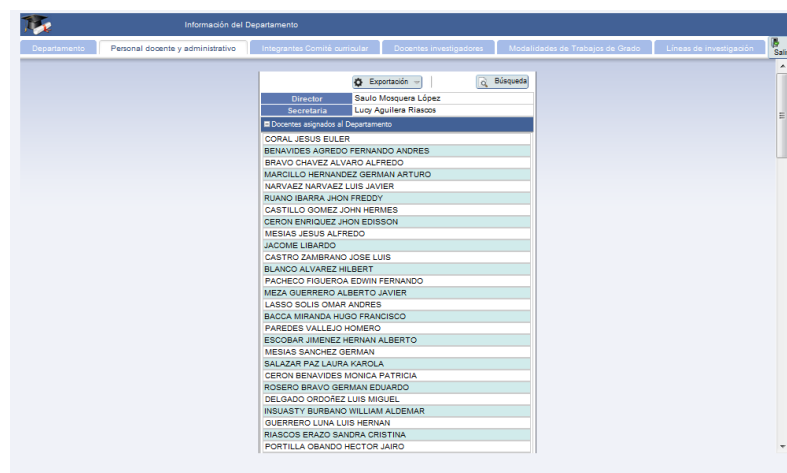 Información del Departamento
Departamento Personal docente y administrativo Integrantes Comité curricular Docentes investigadores Modalidades de Trabajos de Grado Líneas de investigación
Exportación Búsqueda
Director Saulo Mosquera López
Secretaria Lucy Aguilera Riascos
Docentes asignados al Departamento
CORAL JESUS EULER
BENAVIDES AGREDO FERNANDO ANDRES
BRAVO CHAVEZ ALVARO ALFREDO
MARCILLO HERNANDEZ GERMAN ARTURO
NARVAEZ NARVAEZ LUIS JAVIER
RUANO IBARRA JHON FREDDY
CASTILLO GOMEZ JOHN HERMES
CERON ENRIQUEZ JHON EDISSON
MESIAS JESUS ALFREDO
JACOME LIBARDO
CASTRO ZAMBRANO JOSE LUIS
BLANCO ALVAREZ HILBERT
PACHECO FIGUEROA EDWIN FERNANDO
MEZA GUERRERO ALBERTO JAVIER
LASSO SOLIS OMAR ANDRES
BACCA MIRANDA HUGO FRANCISCO
PAREDES VALLEJO HOMERO
ESCOBAR JIMENEZ HERNAN ALBERTO
MESIAS SANCHEZ GERMAN
SALAZAR PAZ LAURA KAROLA
CERON BENAVIDES MONICA PATRICIA
ROSERO BRAVO GERMAN EDUARDO
DELGADO ORDOñEZ LUIS MIGUEL
INSUASTY BURBANO WILLIAM ALDEMAR
GUERRERO LUNA LUIS HERNAN
RIASCOS ERAZO SANDRA CRISTINA
PORTILLA OBANDO HECTOR JAIRO